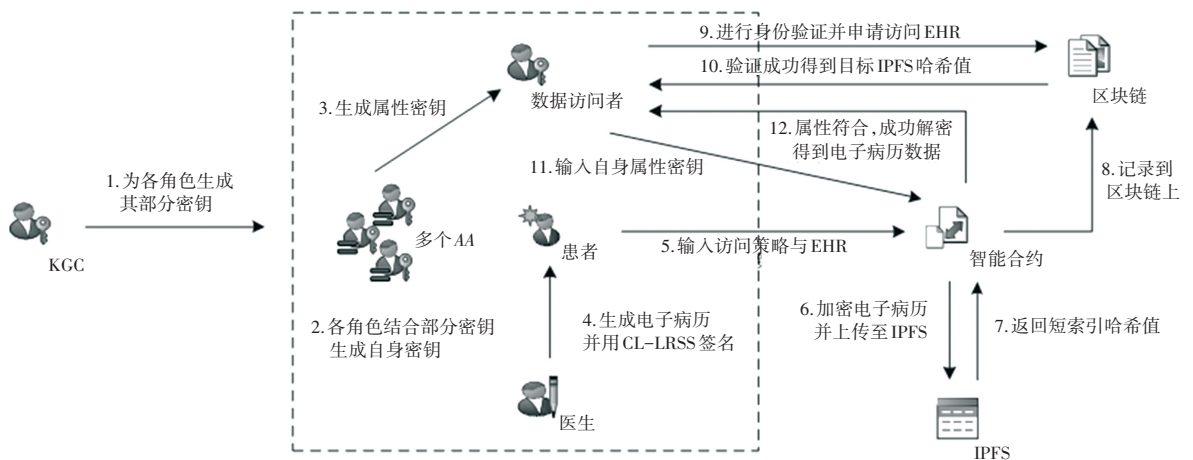 9.进行身份验证并申请访问EHR
10.验证成功得到目标IPFS哈希值
数据访问者
区块链
3.生成属性密钥
12.属性符合,成功解密
得到电子病历数据
11.输入自身属性密钥
8.记录到
区块链上
1.为各角色生成
其部分密钥
KGC
多个AA
患者
5.输入访问策略与EHR
智能合约
2.各角色结合部分密钥
生成自身密钥
4.生成电子病历
并用CL-LRSS签名
6.加密电子病历
并上传至IPFS
7.返回短索引哈希值
医生
IPFS